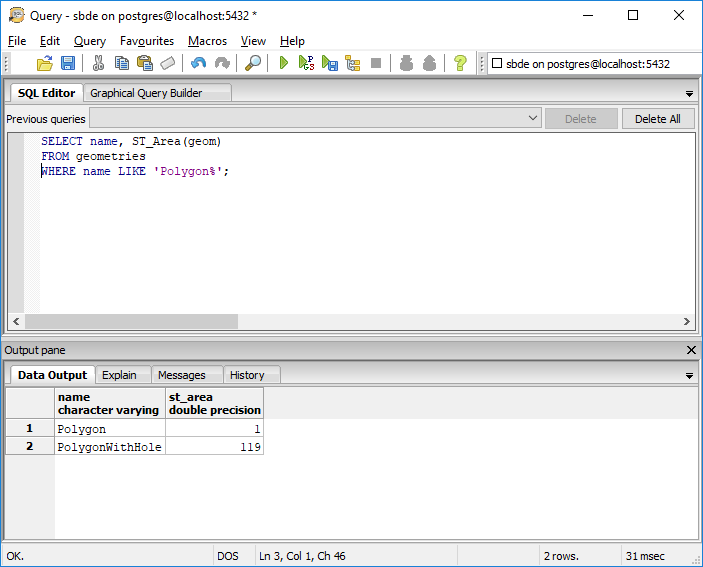 Query - sbde on postgres@localhost:5432 *
File Edit Query Favourites Macros View Help
sbde on postgres@localhost:5432
SQL Editor Graphical Query Builder
Previous queries Delete Delete All
SELECT name, ST_Area(geom)
FROM geometries
WHERE name LIKE 'Polygon%';
Output pane
Data Output Explain Messages History
name st_area
character varying double precision
1 Polygon 1
2 PolygonWithHole 119
OK. DOS Ln 3, Col 1, Ch 46 2 rows. 31 msec